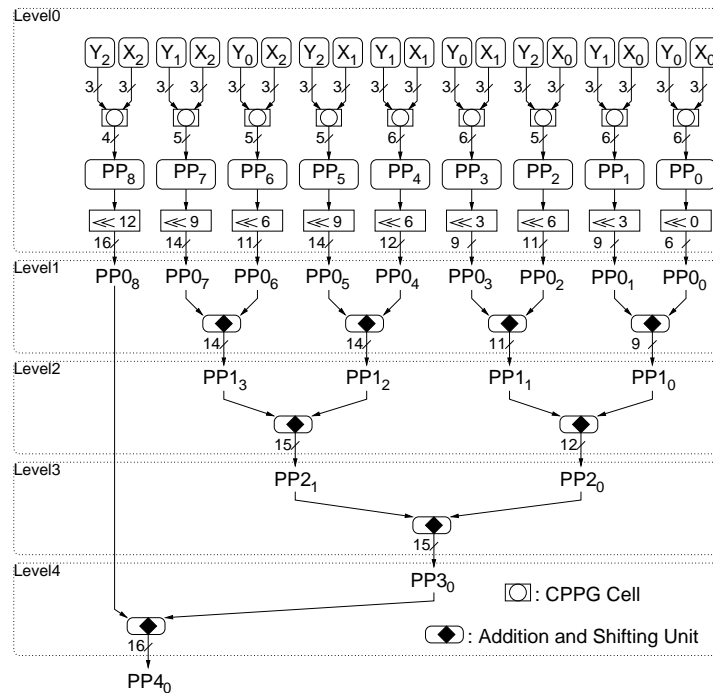 Level0
Y2 X2 Y1 X2 Y0 X2 Y2 X1 Y1 X1 Y0 X1 Y2 X0 Y1 X0 Y0 X0
3 3 3 3 3 3 3 3 3 3 3 3 3 3 3 3 3 3
4 5 5 5 6 6 5 6 6
PP8 PP7 PP6 PP5 PP4 PP3 PP2 PP1 PP0
≪12 ≪9 ≪6 ≪9 ≪6 ≪3 ≪6 ≪3 ≪0
16 14 11 14 12 9 11 9 6
Level1
PP08 PP07 PP06 PP05 PP04 PP03 PP02 PP01 PP00
14 14 11 9
Level2
PP13 PP12 PP11 PP10
15 12
Level3
PP21 PP20
15
Level4
PP30
: CPPG Cell
: Addition and Shifting Unit
16
PP40